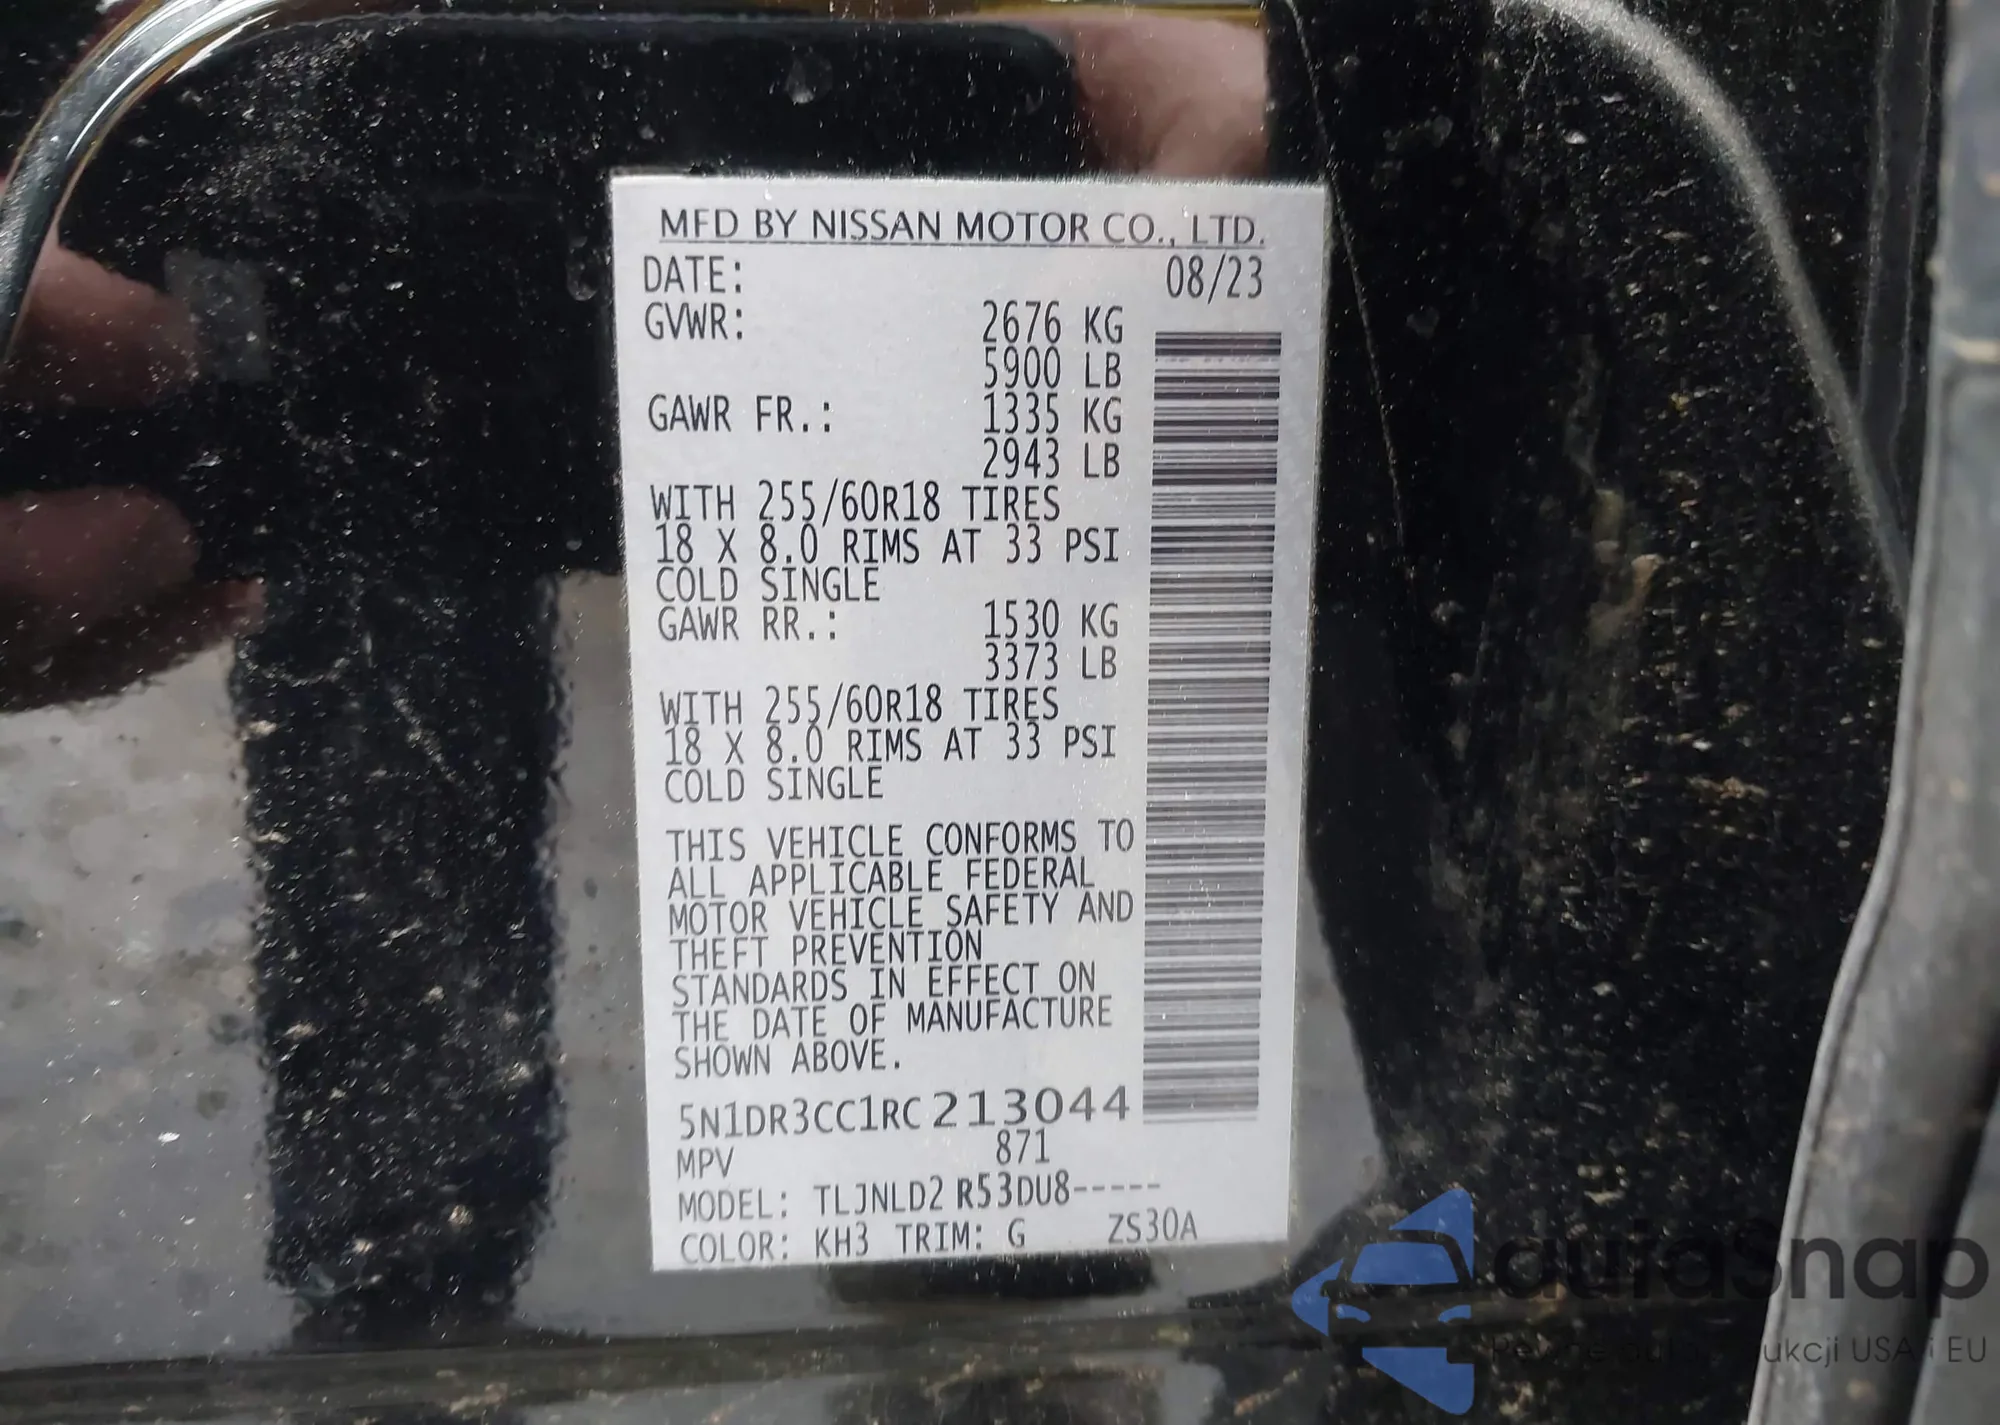 MFD BY NISSAN MOTOR CO., LTD.
DATE: 08/23
GVWR: 2676 KG
5900 LB
GAWR FR.: 1335 KG
2943 LB
WITH 255/60R18 TIRES
18 X 8.0 RIMS AT 33 PSI
COLD SINGLE
GAWR RR.: 1530 KG
3373 LB
WITH 255/60R18 TIRES
18 X 8.0 RIMS AT 33 PSI
COLD SINGLE
THIS VEHICLE CONFORMS TO
ALL APPLICABLE FEDERAL
MOTOR VEHICLE SAFETY AND
THEFT PREVENTION
STANDARDS IN EFFECT ON
THE DATE OF MANUFACTURE
SHOWN ABOVE.
5N1DR3CC1RC213044
MPV 871
MODEL: TLJNLD2 R53DU8-----
COLOR: KH3 TRIM: G ZS30A
autaSnap
USA i EU